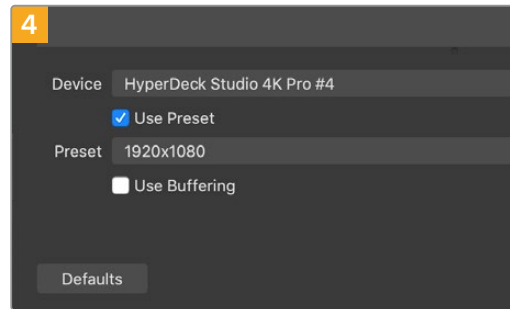 4
Device HyperDeck Studio 4K Pro #4
Use Preset
Preset 1920x1080
Use Buffering
Defaults